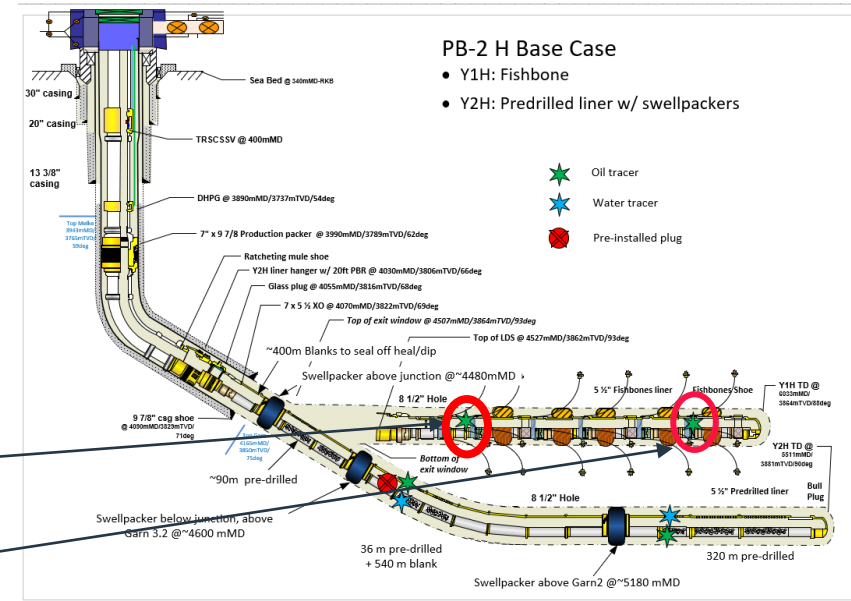 PB-2 H Base Case
• Y1H: Fishbone
• Y2H: Predrilled liner w/ swellpackers
Oil tracer
Water tracer
Pre-installed plug
Sea Bed @ 340mMD-RKB
30" casing
20" casing
TRSCSSV @ 400mMD
13 3/8"
casing
DHPG @ 3890mMD/3737mTVD/54deg
Top Melke
3943mMD/
3765mTVD/
59deg
7" x 9 7/8 Production packer @ 3990mMD/3789mTVD/62deg
Ratcheting mule shoe
Y2H liner hanger w/ 20ft PBR @ 4030mMD/3806mTVD/66deg
Glass plug @ 4055mMD/3816mTVD/68deg
7 x 5 ½ XO @ 4070mMD/3822mTVD/69deg
Top of exit window @ 4507mMD/3864mTVD/93deg
Top of LDS @ 4527mMD/3862mTVD/93deg
~400m Blanks to seal off heal/dip
Swellpacker above junction @~4480mMD
8 1/2" Hole
5 ½" Fishbones liner
Fishbones Shoe
Y1H TD @
6033mMD/
3864mTVD/88deg
9 7/8" csg shoe
@ 4090mMD/3829mTVD/
71deg
4165mMD/
3850mTVD/
75deg
Bottom of
exit window
Y2H TD @
5511mMD/
3881mTVD/90deg
~90m pre-drilled
8 1/2" Hole
5 ½" Predrilled liner
Bull
Plug
Swellpacker below junction, above
Garn 3.2 @~4600 mMD
36 m pre-drilled
+ 540 m blank
320 m pre-drilled
Swellpacker above Garn2 @~5180 mMD